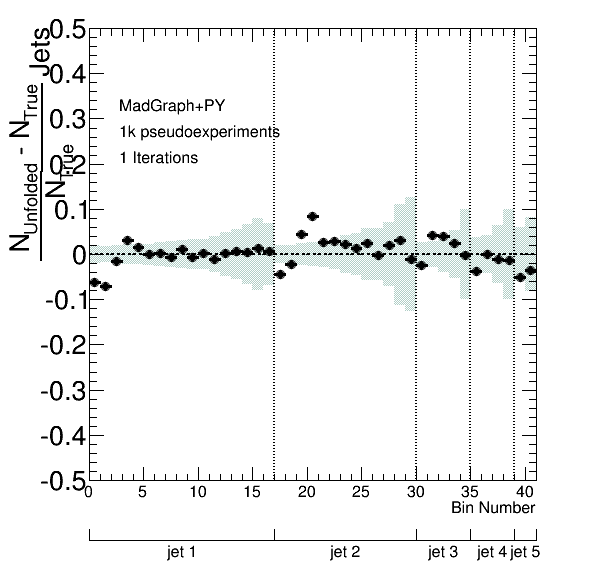 N_Unfolded - N_True Jets
N_True
0.5
0.4
0.3
0.2
0.1
0
-0.1
-0.2
-0.3
-0.4
-0.5
MadGraph+PY
1k pseudoexperiments
1 Iterations
0 5 10 15 20 25 30 35 40
Bin Number
jet 1 jet 2 jet 3 jet 4 jet 5